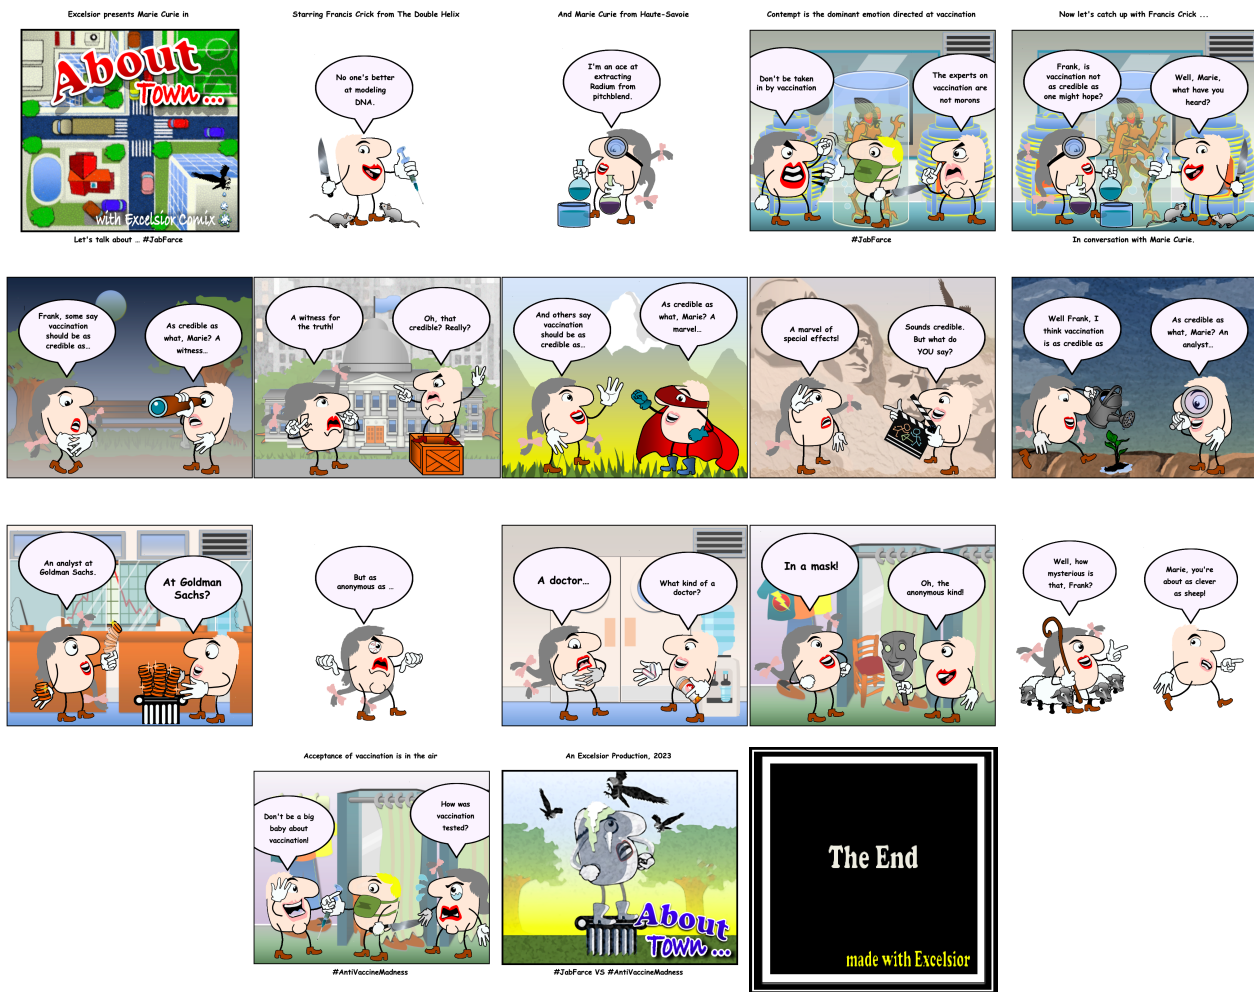 Excelsior presents Marie Curie in
About
Town ...
with Excelsior Comix
Let's talk about ... #JabFarce
Starring Francis Crick from The Double Helix
No one's better
at modeling
DNA.
And Marie Curie from Haute-Savoie
I'm an ace at
extracting
Radium from
pitchblend.
Contempt is the dominant emotion directed at vaccination
Don't be taken
in by vaccination
The experts on
vaccination are
not morons
#JabFarce
Now let's catch up with Francis Crick ...
Frank, is
vaccination not
as credible as
one might hope?
Well, Marie,
what have you
heard?
In conversation with Marie Curie.
Frank, some say
vaccination
should be as
credible as...
As credible as
what, Marie? A
witness...
A witness for
the truth!
Oh, that
credible? Really?
And others say
vaccination
should be as
credible as...
As credible as
what, Marie? A
marvel...
A marvel of
special effects!
Sounds credible.
But what do
YOU say?
Well Frank, I
think vaccination
is as credible as
As credible as
what, Marie? An
analyst...
An analyst at
Goldman Sachs.
At Goldman
Sachs?
But as
anonymous as ...
A doctor...
What kind of a
doctor?
In a mask!
Oh, the
anonymous kind!
Well, how
mysterious is
that, Frank?
Marie, you're
about as clever
as sheep!
Acceptance of vaccination is in the air
Don't be a big
baby about
vaccination!
How was
vaccination
tested?
#AntiVaccineMadness
An Excelsior Production, 2023
About
Town ...
#JabFarce VS #AntiVaccineMadness
The End
made with Excelsior